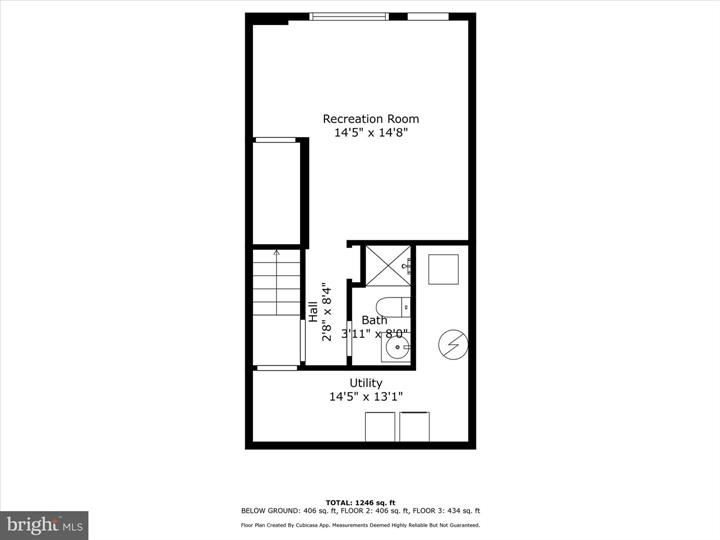 Recreation Room
14'5" x 14'8"
Hall
2'8" x 8'4"
Bath
3'11" x 8'0"
Utility
14'5" x 13'1"
TOTAL: 1246 sq. ft
BELOW GROUND: 406 sq. ft, FLOOR 2: 406 sq. ft, FLOOR 3: 434 sq. ft
Floor Plan Created By Cubicasa App. Measurements Deemed Highly Reliable But Not Guaranteed.
bright MLS